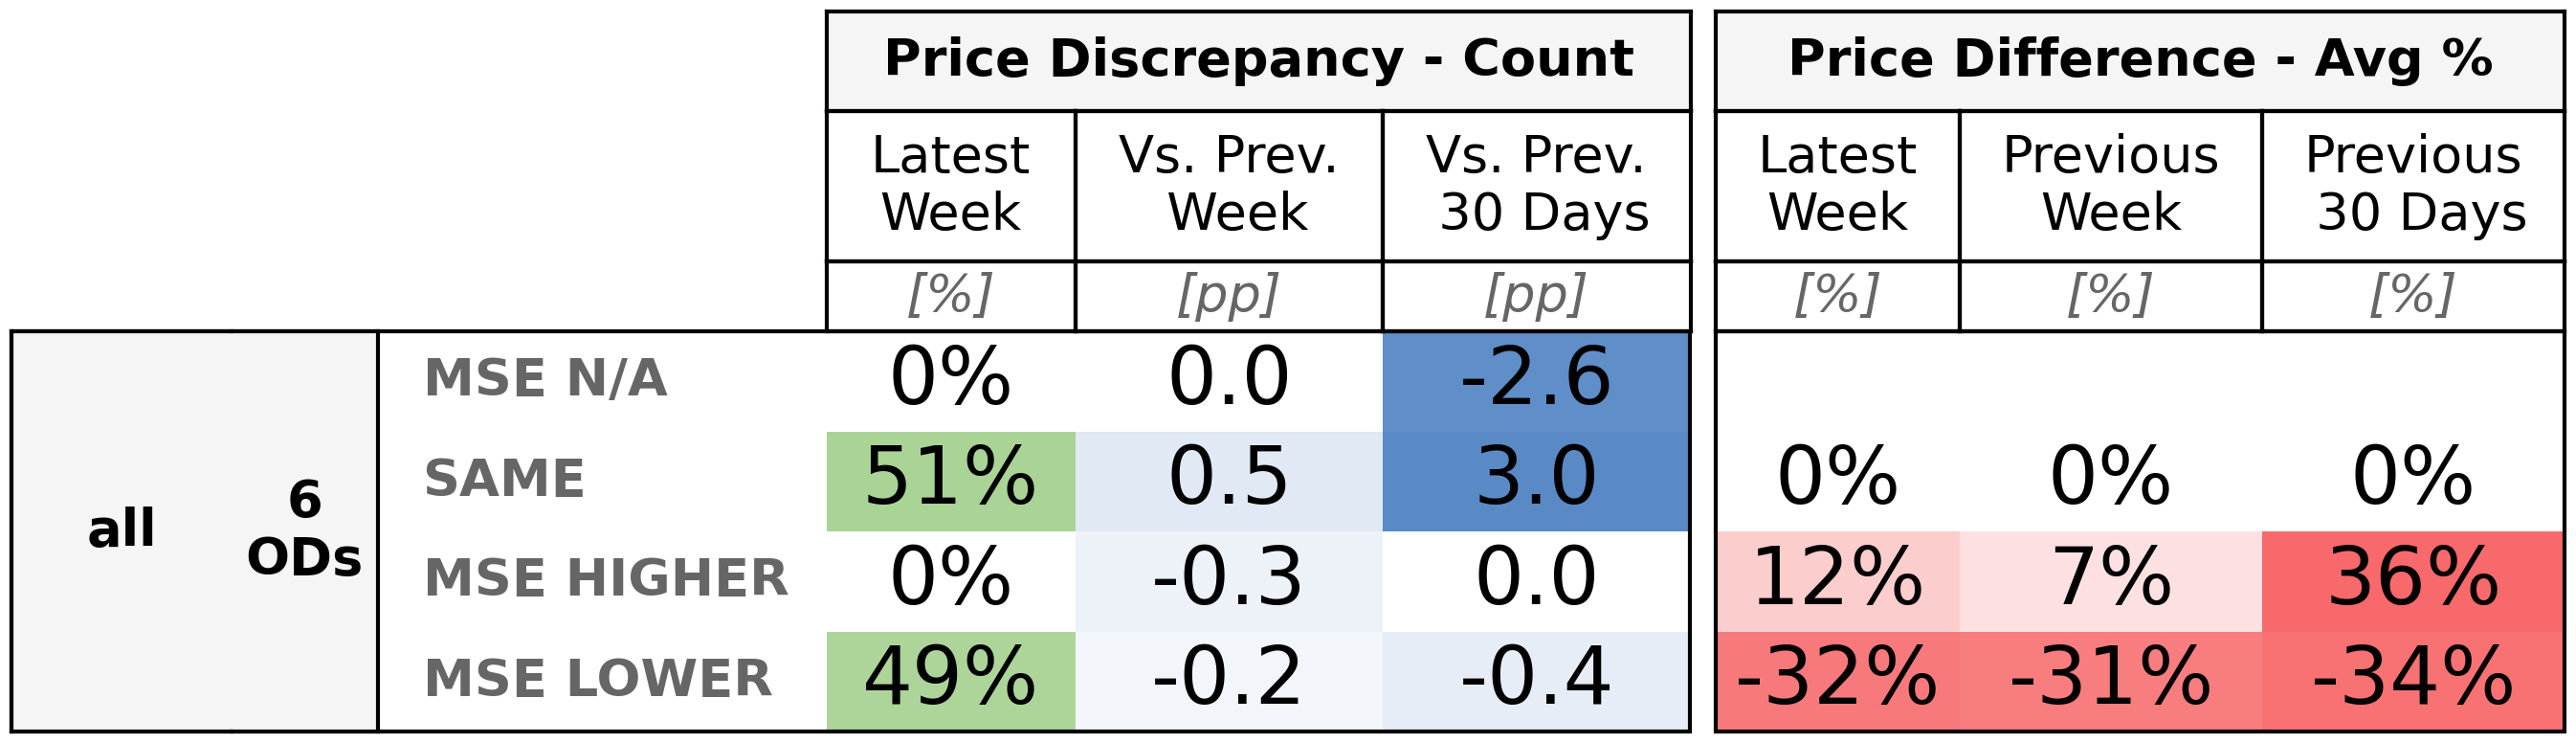 Price Discrepancy - Count Price Difference - Avg %
Latest Week Vs. Prev. Week Vs. Prev. 30 Days Latest Week Previous Week Previous 30 Days
[%] [pp] [pp] [%] [%] [%]
all 6 ODs
MSE N/A 0% 0.0 -2.6
SAME 51% 0.5 3.0 0% 0% 0%
MSE HIGHER 0% -0.3 0.0 12% 7% 36%
MSE LOWER 49% -0.2 -0.4 -32% -31% -34%